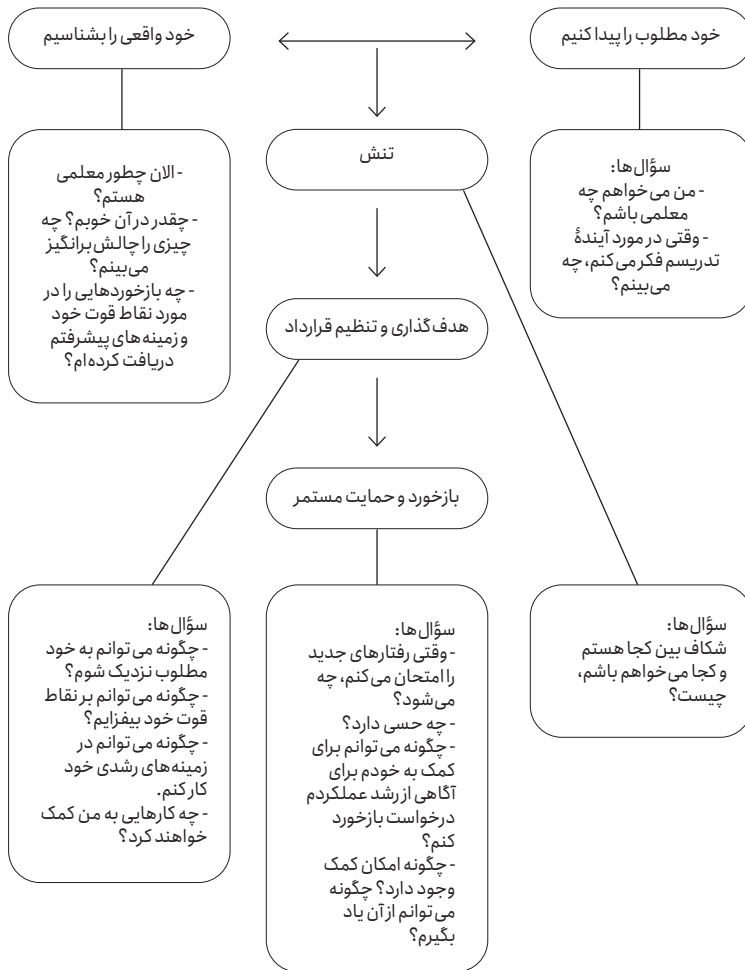 خود مطلوب را پیدا کنیم
خود واقعی را بشناسیم
سؤال‌ها:
- من می‌خواهم چه
معلمی باشم؟
- وقتی در مورد آیندۀ
تدریسم فکر می‌کنم، چه
می‌بینم؟
تنش
- الان چطور معلمی
هستم؟
- چقدر در آن خوبم؟ چه
چیزی را چالش‌برانگیز
می‌بینم؟
- چه بازخوردهایی را در
مورد نقاط قوت خود
و زمینه‌های پیشرفتم
دریافت کرده‌ام؟
هدف‌گذاری و تنظیم قرارداد
بازخورد و حمایت مستمر
سؤال‌ها:
شکاف بین کجا هستم
و کجا می‌خواهم باشم،
چیست؟
سؤال‌ها:
- وقتی رفتارهای جدید
را امتحان می‌کنم، چه
می‌شود؟
- چه حسی دارد؟
- چگونه می‌توانم برای
کمک به خودم برای
آگاهی از رشد عملکردم
درخواست بازخورد
کنم؟
- چگونه امکان کمک
وجود دارد؟ چگونه
می‌توانم از آن یاد
بگیرم؟
سؤال‌ها:
- چگونه می‌توانم به خود
مطلوب نزدیک شوم؟
- چگونه می‌توانم بر نقاط
قوت خود بیفزایم؟
- چگونه می‌توانم در
زمینه‌های رشدی خود
کار کنم.
- چه کارهایی به من کمک
خواهند کرد؟